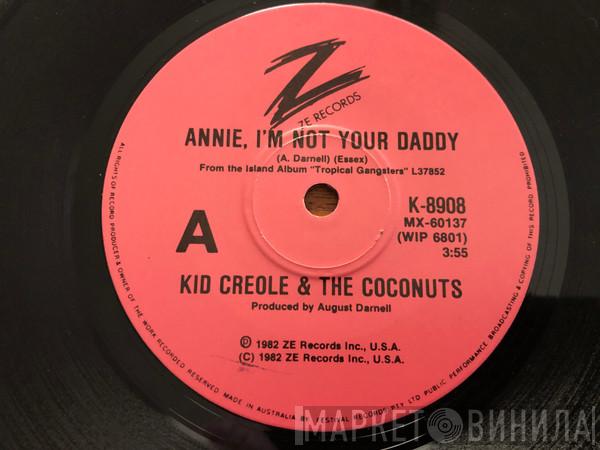 Z
ZE RECORDS
ANNIE, I'M NOT YOUR DADDY
(A. Darnell) (Essex)
From the Island Album "Tropical Gangsters" L37852
A
K-8908
MX-60137
(WIP 6801)
3:55
KID CREOLE & THE COCONUTS
Produced by August Darnell
Ⓟ 1982 ZE Records Inc., U.S.A.
(C) 1982 ZE Records Inc., U.S.A.
ALL RIGHTS OF RECORD PRODUCER & OWNER OF THE WORK RECORDED RESERVED MADE IN AUSTRALIA BY FESTIVAL RECORDS PTY LTD PUBLIC PERFORMANCE BROADCASTING & COPYING OF THIS RECORD PROHIBITED
МАРКЕТ ВИНИЛА